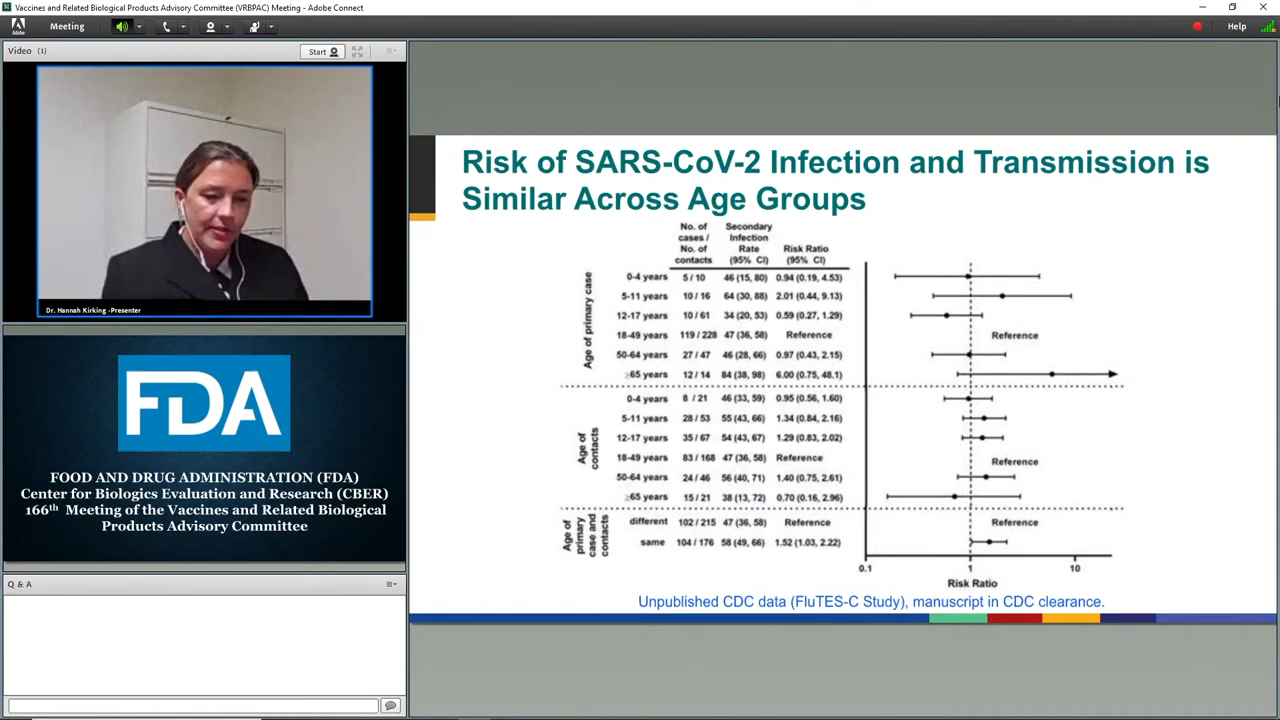 Vaccines and Related Biological Products Advisory Committee (VRBPAC) Meeting - Adobe Connect
Meeting
Help
Video (1)
Start
Dr. Hannah Kirking -Presenter
FDA
FOOD AND DRUG ADMINISTRATION (FDA)
Center for Biologics Evaluation and Research (CBER)
166th Meeting of the Vaccines and Related Biological
Products Advisory Committee
Q & A
Risk of SARS-CoV-2 Infection and Transmission is
Similar Across Age Groups
No. of cases / No. of contacts
Secondary Infection Rate (95% CI)
Risk Ratio (95% CI)
Age of primary case
0-4 years 5 / 10 46 (15, 80) 0.94 (0.19, 4.53)
5-11 years 10 / 16 64 (30, 88) 2.01 (0.44, 9.13)
12-17 years 10 / 61 34 (20, 53) 0.59 (0.27, 1.29)
18-49 years 119 / 228 47 (36, 58) Reference Reference
50-64 years 27 / 47 46 (28, 66) 0.97 (0.43, 2.15)
≥65 years 12 / 14 84 (38, 98) 6.00 (0.75, 48.1)
Age of contacts
0-4 years 8 / 21 46 (33, 59) 0.95 (0.56, 1.60)
5-11 years 28 / 53 55 (43, 66) 1.34 (0.84, 2.16)
12-17 years 35 / 67 54 (43, 67) 1.29 (0.83, 2.02)
18-49 years 83 / 168 47 (36, 58) Reference Reference
50-64 years 24 / 46 56 (40, 71) 1.40 (0.75, 2.61)
≥65 years 15 / 21 38 (13, 72) 0.70 (0.16, 2.96)
Age of primary case and contacts
different 102 / 215 47 (36, 58) Reference Reference
same 104 / 176 58 (49, 66) 1.52 (1.03, 2.22)
0.1 1 10
Risk Ratio
Unpublished CDC data (FluTES-C Study), manuscript in CDC clearance.